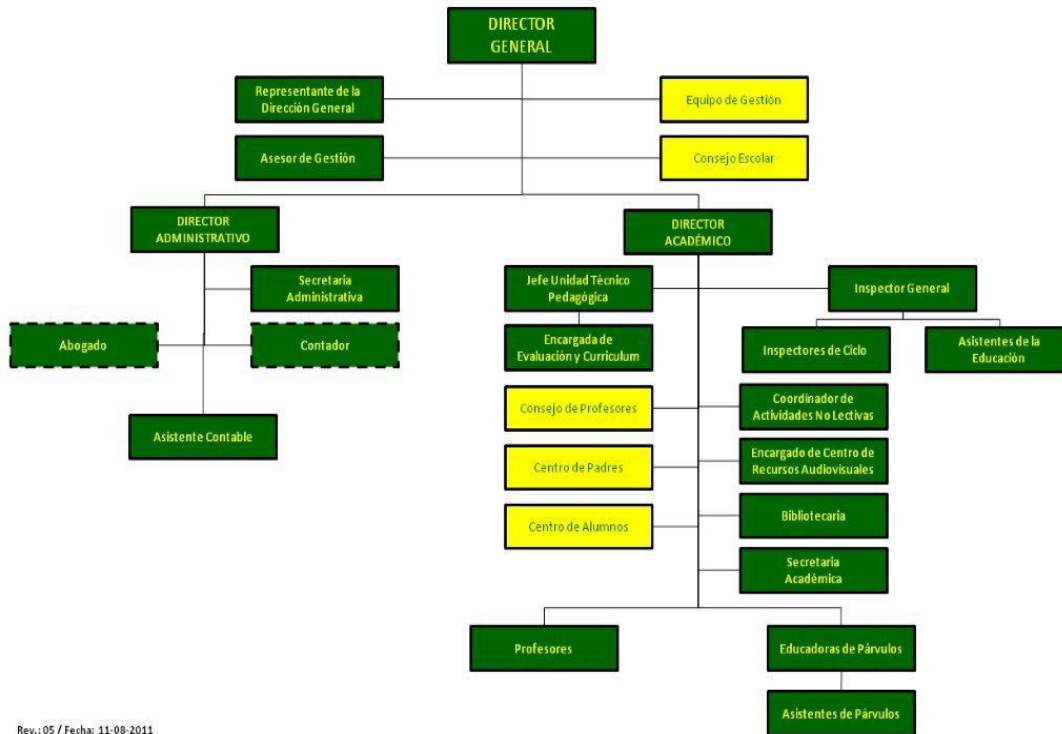 DIRECTOR
GENERAL
Representante de la
Dirección General
Equipo de Gestión
Asesor de Gestión
Consejo Escolar
DIRECTOR
ADMINISTRATIVO
DIRECTOR
ACADÉMICO
Secretaria
Administrativa
Abogado
Contador
Asistente Contable
Jefe Unidad Técnico
Pedagógica
Inspector General
Encargada de
Evaluación y Curriculum
Inspectores de Ciclo
Asistentes de la
Educación
Consejo de Profesores
Coordinador de
Actividades No Lectivas
Centro de Padres
Encargado de Centro de
Recursos Audiovisuales
Centro de Alumnos
Bibliotecaria
Secretaria
Académica
Profesores
Educadoras de Párvulos
Asistentes de Párvulos
Rev.: 05 / Fecha: 11-08-2011